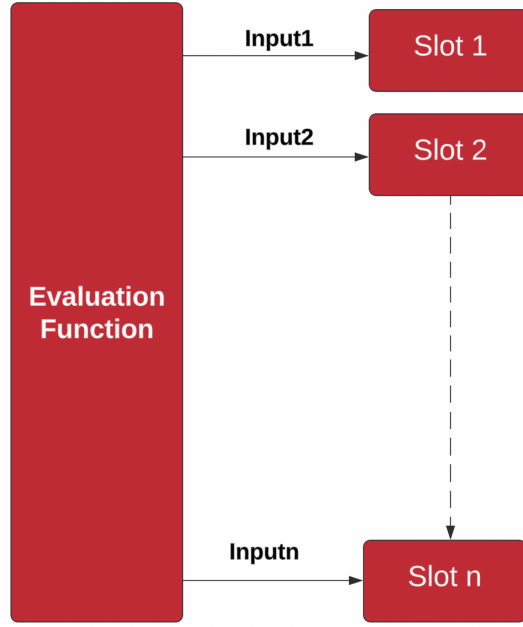 Input1
Slot 1
Input2
Slot 2
Evaluation
Function
Inputn
Slot n